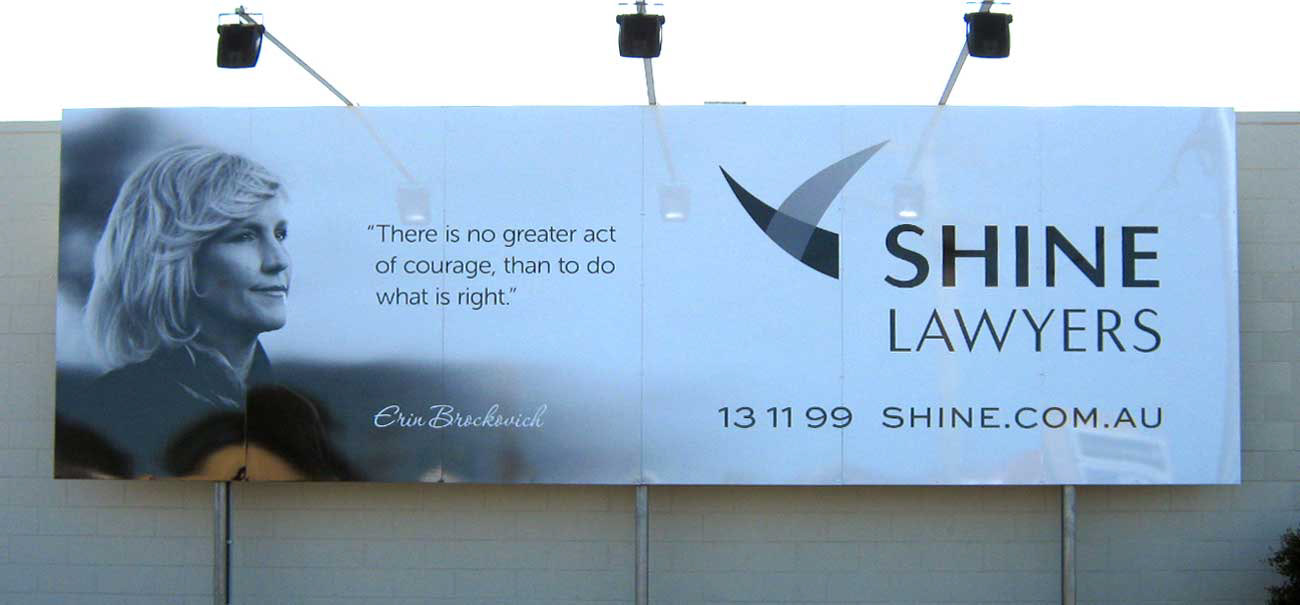 “There is no greater act
of courage, than to do
what is right.”
Erin Brockovich
SHINE
LAWYERS
13 11 99 SHINE.COM.AU